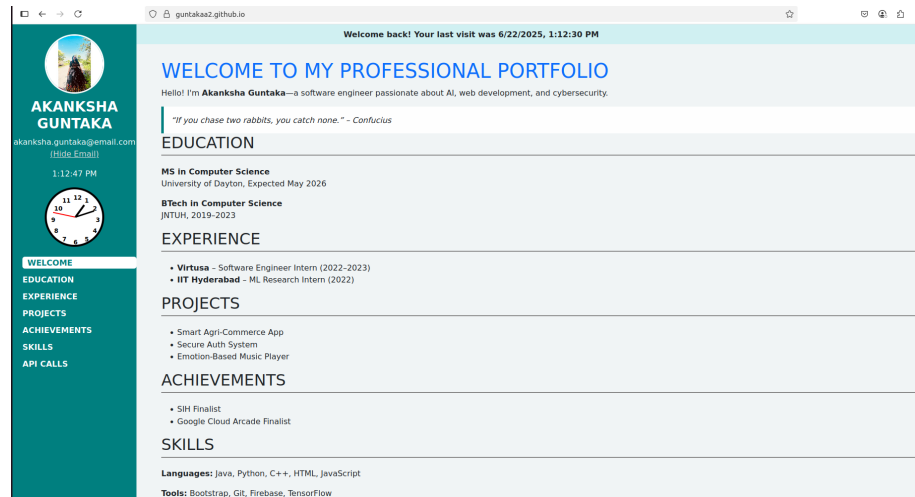 guntakaa2.github.io
Welcome back! Your last visit was 6/22/2025, 1:12:30 PM
AKANKSHA
GUNTAKA
akanksha.guntaka@email.com
(Hide Email)
1:12:47 PM
12
1
2
3
4
5
6
7
8
9
10
11
WELCOME
EDUCATION
EXPERIENCE
PROJECTS
ACHIEVEMENTS
SKILLS
API CALLS
WELCOME TO MY PROFESSIONAL PORTFOLIO
Hello! I'm Akanksha Guntaka—a software engineer passionate about AI, web development, and cybersecurity.
"If you chase two rabbits, you catch none." – Confucius
EDUCATION
MS in Computer Science
University of Dayton, Expected May 2026
BTech in Computer Science
JNTUH, 2019–2023
EXPERIENCE
• Virtusa – Software Engineer Intern (2022–2023)
• IIT Hyderabad – ML Research Intern (2022)
PROJECTS
• Smart Agri-Commerce App
• Secure Auth System
• Emotion-Based Music Player
ACHIEVEMENTS
• SIH Finalist
• Google Cloud Arcade Finalist
SKILLS
Languages: Java, Python, C++, HTML, JavaScript
Tools: Bootstrap, Git, Firebase, TensorFlow